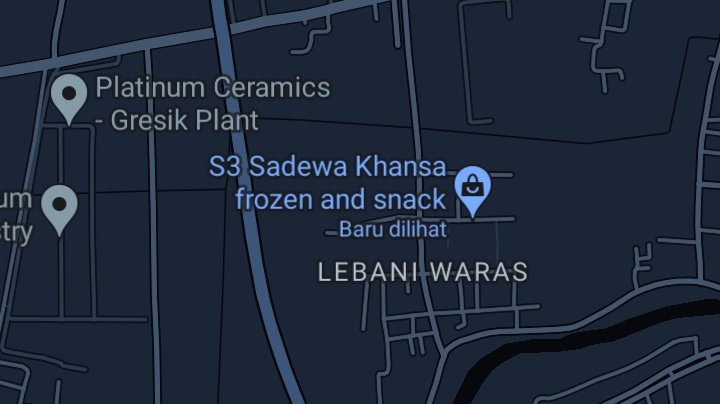 Platinum Ceramics
- Gresik Plant
S3 Sadewa Khansa
frozen and snack
Baru dilihat
LEBANI WARAS